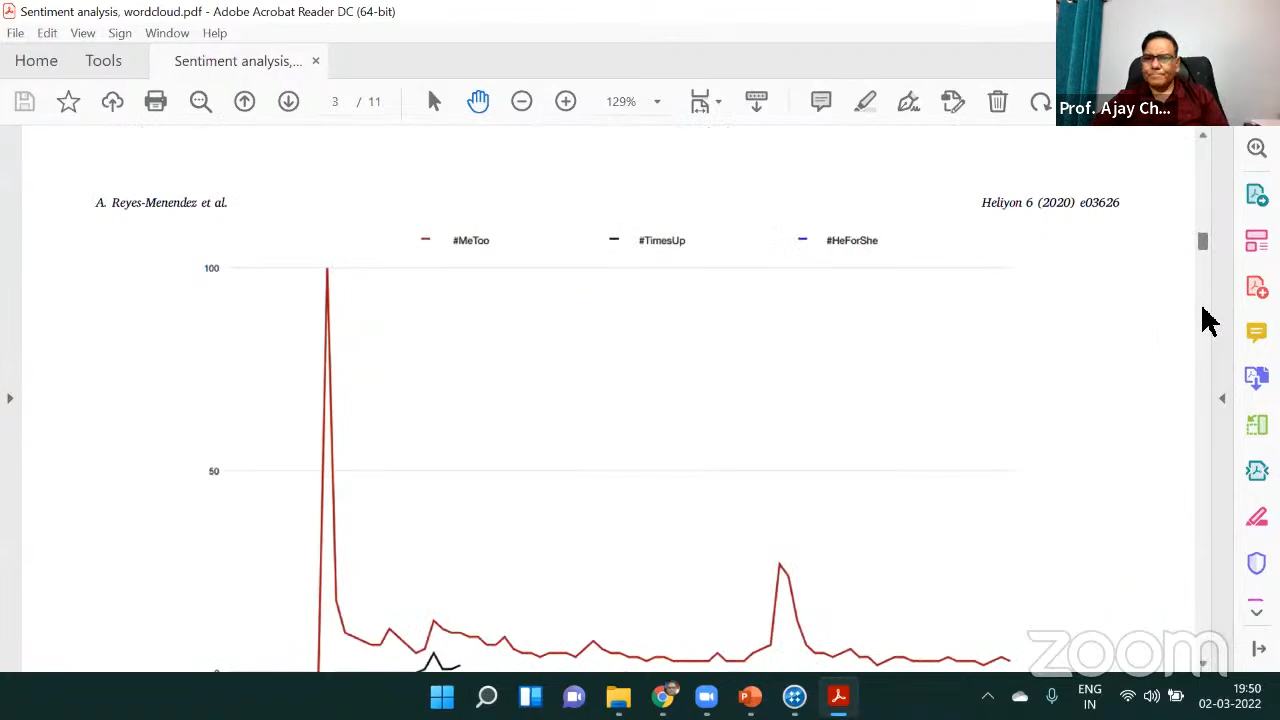 Sentiment analysis, wordcloud.pdf - Adobe Acrobat Reader DC (64-bit)
File Edit View Sign Window Help
Home Tools Sentiment analysis,... ×
3 / 11 129%
Prof. Ajay Ch...
A. Reyes-Menendez et al. Heliyon 6 (2020) e03626
#MeToo #TimesUp #HeForShe
100
50
zoom
ENG 19:50
IN 02-03-2022